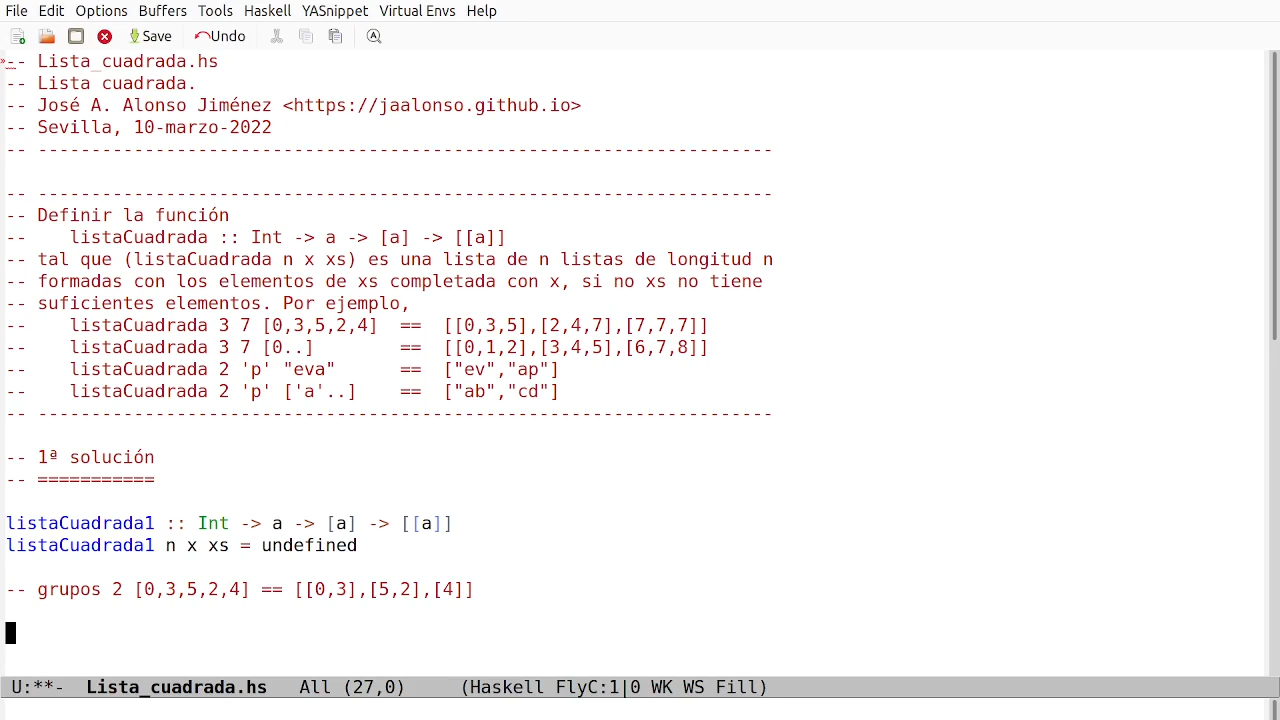 File Edit Options Buffers Tools Haskell YASnippet Virtual Envs Help
Save Undo
-- Lista_cuadrada.hs
-- Lista cuadrada.
-- José A. Alonso Jiménez <https://jaalonso.github.io>
-- Sevilla, 10-marzo-2022
-- ---------------------------------------------------------------------
-- ---------------------------------------------------------------------
-- Definir la función
--    listaCuadrada :: Int -> a -> [a] -> [[a]]
-- tal que (listaCuadrada n x xs) es una lista de n listas de longitud n
-- formadas con los elementos de xs completada con x, si no xs no tiene
-- suficientes elementos. Por ejemplo,
--    listaCuadrada 3 7 [0,3,5,2,4]  ==  [[0,3,5],[2,4,7],[7,7,7]]
--    listaCuadrada 3 7 [0..]        ==  [[0,1,2],[3,4,5],[6,7,8]]
--    listaCuadrada 2 'p' "eva"      ==  ["ev","ap"]
--    listaCuadrada 2 'p' ['a'..]    ==  ["ab","cd"]
-- ---------------------------------------------------------------------
-- 1ª solución
-- ===========
listaCuadrada1 :: Int -> a -> [a] -> [[a]]
listaCuadrada1 n x xs = undefined
-- grupos 2 [0,3,5,2,4] == [[0,3],[5,2],[4]]
U:**-  Lista_cuadrada.hs   All (27,0)     (Haskell FlyC:1|0 WK WS Fill)